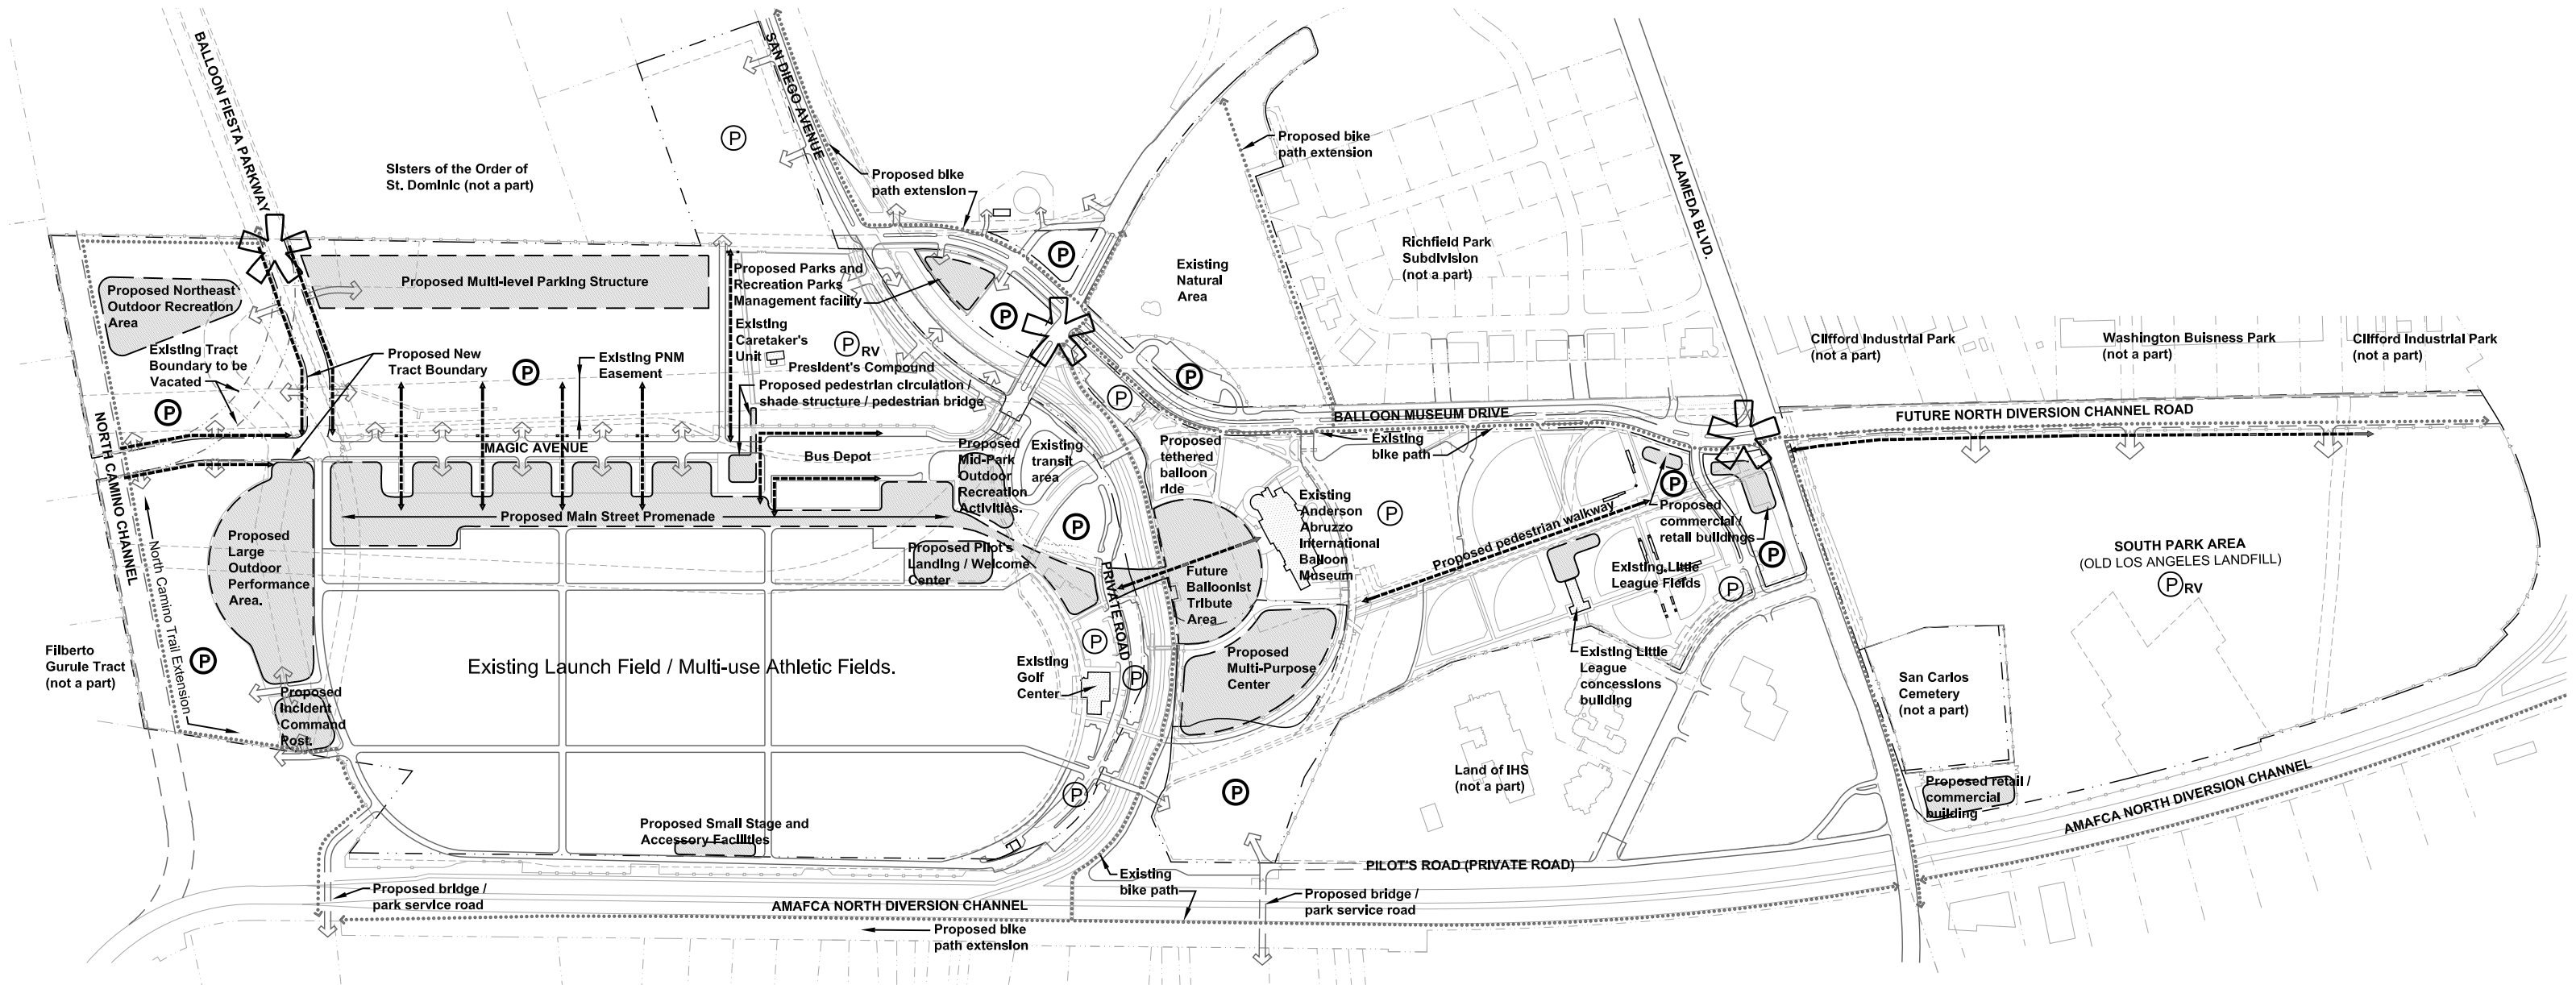 BALLOON FIESTA PARKWAY
SAN DIEGO AVENUE
P
Sisters of the Order of
St. Dominic (not a part)
Proposed bike
path extension
Proposed bike
path extension
ALAMEDA BLVD.
Richfield Park
Subdivision
(not a part)
Existing
Natural
Area
P
Proposed Northeast
Outdoor Recreation
Area
Proposed Multi-level Parking Structure
Proposed Parks and
Recreation Parks
Management facility
P
Existing
Caretaker's
Unit
P RV
President's Compound
Existing Tract
Boundary to be
Vacated
Proposed New
Tract Boundary
P
Existing PNM
Easement
Proposed pedestrian circulation /
shade structure / pedestrian bridge
P
P
P
Clifford Industrial Park
(not a part)
Washington Buisness Park
(not a part)
Clifford Industrial Park
(not a part)
BALLOON MUSEUM DRIVE
FUTURE NORTH DIVERSION CHANNEL ROAD
NORTH CAMINO CHANNEL
MAGIC AVENUE
Bus Depot
Proposed
Mid-Park
Outdoor
Recreation
Activities.
Existing
transit
area
Proposed
tethered
balloon
ride
Existing
bike path
Existing
Anderson
Abruzzo
International
Balloon
Museum
P
P
Proposed
commercial /
retail buildings
Proposed pedestrian walkway
Proposed Main Street Promenade
P
P
Proposed
Large
Outdoor
Performance
Area.
North Camino Trail Extension
Proposed Pilot's
Landing / Welcome
Center
PRIVATE ROAD
Future
Balloonist
Tribute
Area
Existing Little
League Fields
P
SOUTH PARK AREA
(OLD LOS ANGELES LANDFILL)
P RV
Filberto
Gurule Tract
(not a part)
P
Existing Launch Field / Multi-use Athletic Fields.
P
Existing
Golf
Center
P
Proposed
Multi-Purpose
Center
Existing Little
League
concessions
building
San Carlos
Cemetery
(not a part)
Proposed
Incident
Command
Post.
P
P
Land of IHS
(not a part)
Proposed retail /
commercial
building
AMAFCA NORTH DIVERSION CHANNEL
Proposed Small Stage and
Accessory Facilities
PILOT'S ROAD (PRIVATE ROAD)
Proposed bridge /
park service road
AMAFCA NORTH DIVERSION CHANNEL
Existing
bike path
Proposed bridge /
park service road
Proposed bike
path extension